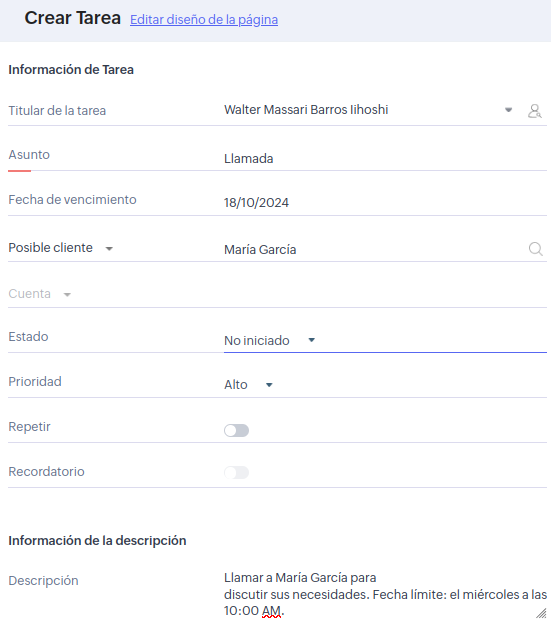 Crear Tarea Editar diseño de la página
Información de Tarea
Titular de la tarea Walter Massari Barros Iihoshi
Asunto Llamada
Fecha de vencimiento 18/10/2024
Posible cliente María García
Cuenta
Estado No iniciado
Prioridad Alto
Repetir
Recordatorio
Información de la descripción
Descripción Llamar a María García para
discutir sus necesidades. Fecha límite: el miércoles a las
10:00 AM.